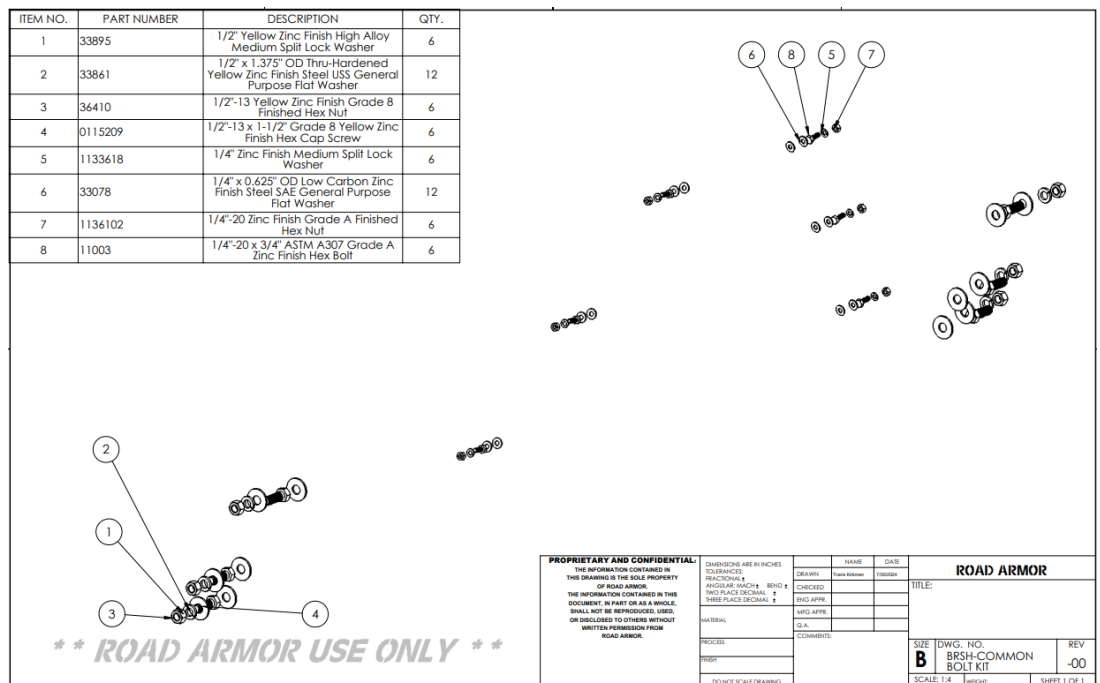 ITEM NO. PART NUMBER DESCRIPTION QTY.
1 33895 1/2" Yellow Zinc Finish High Alloy
Medium Split Lock Washer 6
2 33861 1/2" x 1.375" OD Thru-Hardened
Yellow Zinc Finish Steel USS General
Purpose Flat Washer 12
3 36410 1/2"-13 Yellow Zinc Finish Grade 8
Finished Hex Nut 6
4 0115209 1/2"-13 x 1-1/2" Grade 8 Yellow Zinc
Finish Hex Cap Screw 6
5 1133618 1/4" Zinc Finish Medium Split Lock
Washer 6
6 33078 1/4" x 0.625" OD Low Carbon Zinc
Finish Steel SAE General Purpose
Flat Washer 12
7 1136102 1/4"-20 Zinc Finish Grade A Finished
Hex Nut 6
8 11003 1/4"-20 x 3/4" ASTM A307 Grade A
Zinc Finish Hex Bolt 6
6 8 5 7
2
1
3 4
** ROAD ARMOR USE ONLY **
PROPRIETARY AND CONFIDENTIAL:
THE INFORMATION CONTAINED IN
THIS DRAWING IS THE SOLE PROPERTY
OF ROAD ARMOR.
THE INFORMATION CONTAINED IN THIS
DOCUMENT, IN PART OR AS A WHOLE,
SHALL NOT BE REPRODUCED, USED,
OR DISCLOSED TO OTHERS WITHOUT
WRITTEN PERMISSION FROM
ROAD ARMOR.
DIMENSIONS ARE IN INCHES
TOLERANCES:
FRACTIONAL ±
ANGULAR: MACH ± BEND ±
TWO PLACE DECIMAL ±
THREE PLACE DECIMAL ±
MATERIAL
PROCESS
FINISH
DO NOT SCALE DRAWING
NAME DATE
DRAWN Travis Kirkman
CHECKED
ENG APPR.
MFG APPR.
Q.A.
COMMENTS:
ROAD ARMOR
TITLE:
SIZE DWG. NO. REV
B BRSH-COMMON
BOLT KIT -00
SCALE: 1:4 WEIGHT: SHEET 1 OF 1